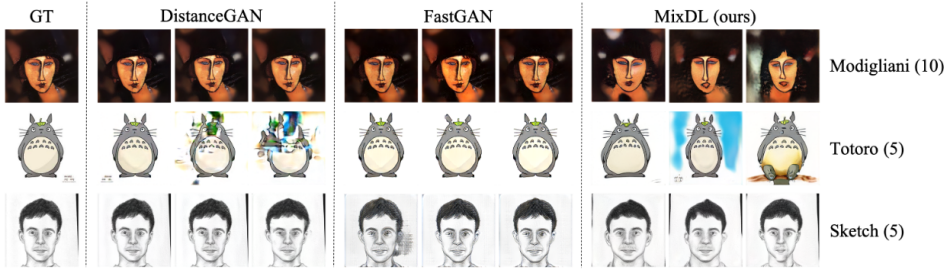 GT DistanceGAN FastGAN MixDL (ours)
Modigliani (10)
Totoro (5)
Sketch (5)